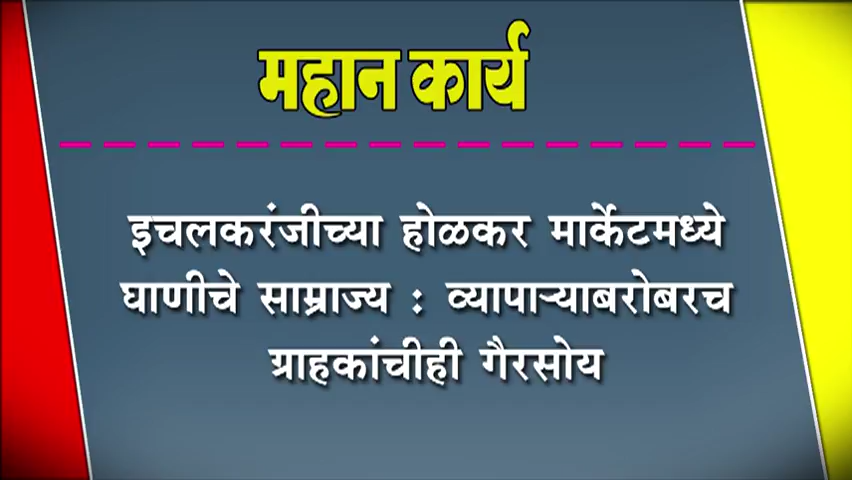 महान कार्य
इचलकरंजीच्या होळकर मार्केटमध्ये
घाणीचे साम्राज्य : व्यापाऱ्याबरोबरच
ग्राहकांचीही गैरसोय